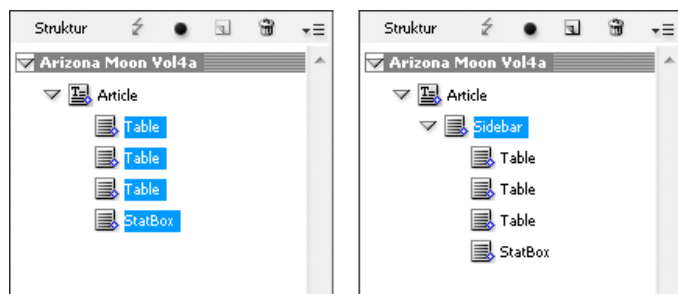 Struktur
Arizona Moon Vol4a
Article
Table
Table
Table
StatBox
Struktur
Arizona Moon Vol4a
Article
Sidebar
Table
Table
Table
StatBox